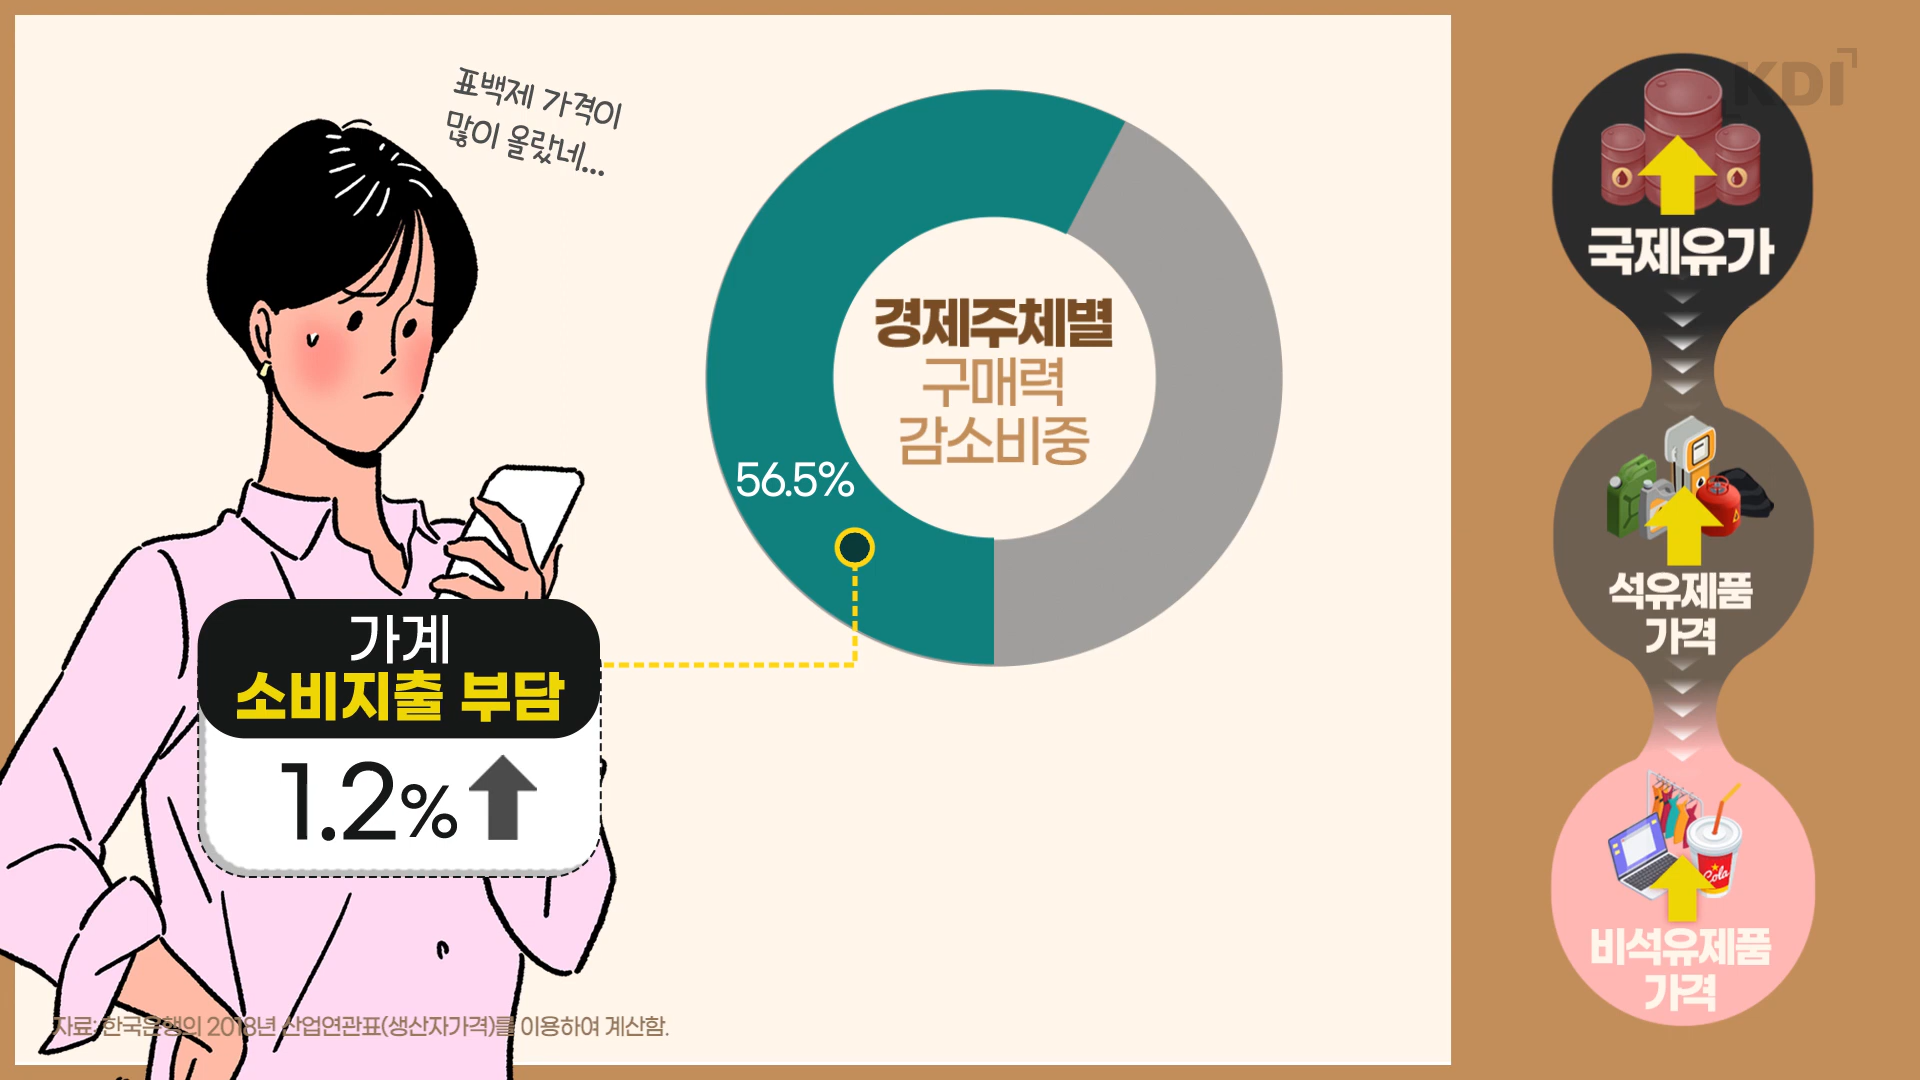 표백제 가격이
많이 올랐네...
경제주체별
구매력
감소비중
56.5%
가계
소비지출 부담
1.2%
자료: 한국은행의 2018년 산업연관표(생산자가격)를 이용하여 계산함.
KDI
국제유가
석유제품
가격
Cola
비석유제품
가격